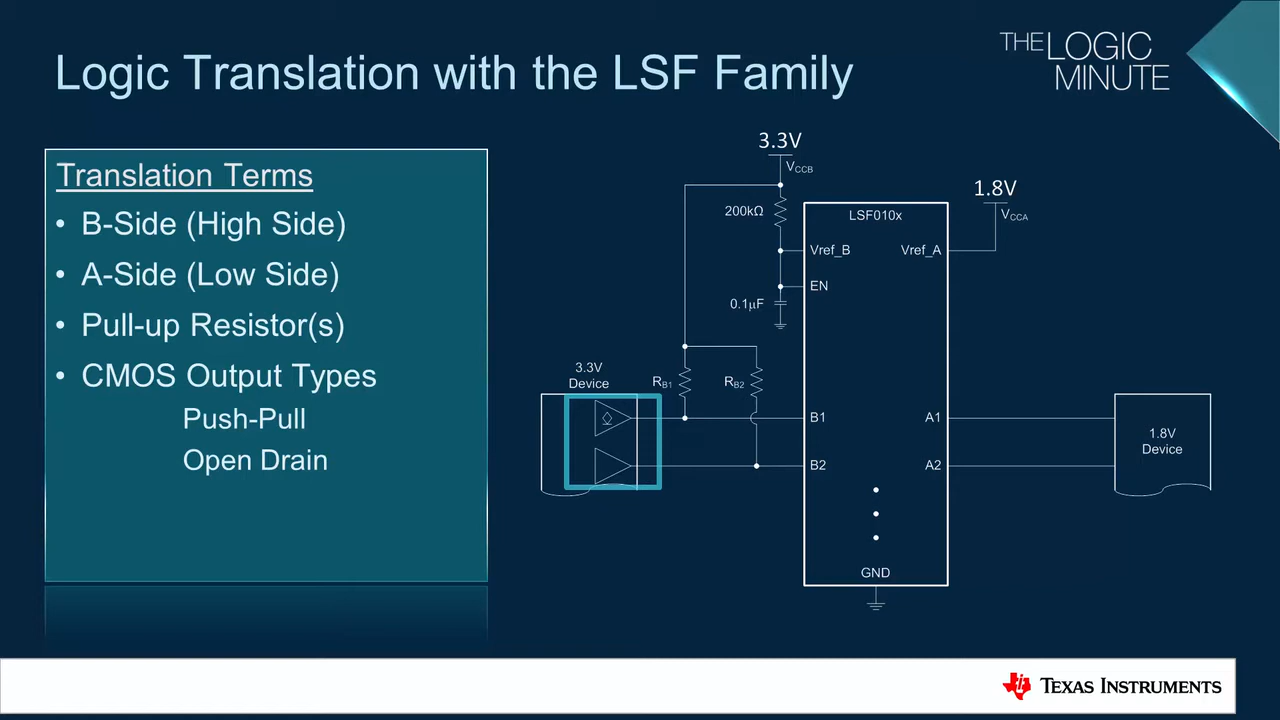 Logic Translation with the LSF Family
THE LOGIC
MINUTE
Translation Terms
• B-Side (High Side)
• A-Side (Low Side)
• Pull-up Resistor(s)
• CMOS Output Types
Push-Pull
Open Drain
3.3V
VCCB
200kΩ
1.8V
VCCA
LSF010x
Vref_B
Vref_A
EN
0.1µF
3.3V
Device
RB1
RB2
B1
A1
B2
A2
1.8V
Device
GND
TEXAS INSTRUMENTS